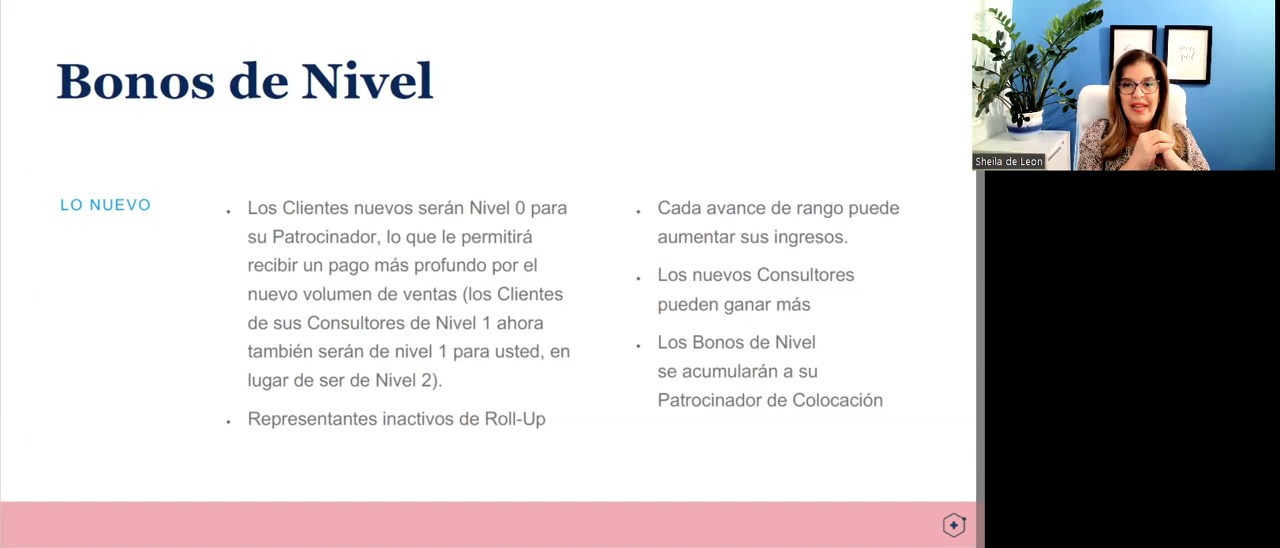 Bonos de Nivel
LO NUEVO
Los Clientes nuevos serán Nivel 0 para
su Patrocinador, lo que le permitirá
recibir un pago más profundo por el
nuevo volumen de ventas (los Clientes
de sus Consultores de Nivel 1 ahora
también serán de nivel 1 para usted, en
lugar de ser de Nivel 2).
Representantes inactivos de Roll-Up
Cada avance de rango puede
aumentar sus ingresos.
Los nuevos Consultores
pueden ganar más
Los Bonos de Nivel
se acumularán a su
Patrocinador de Colocación
Sheila de Leon